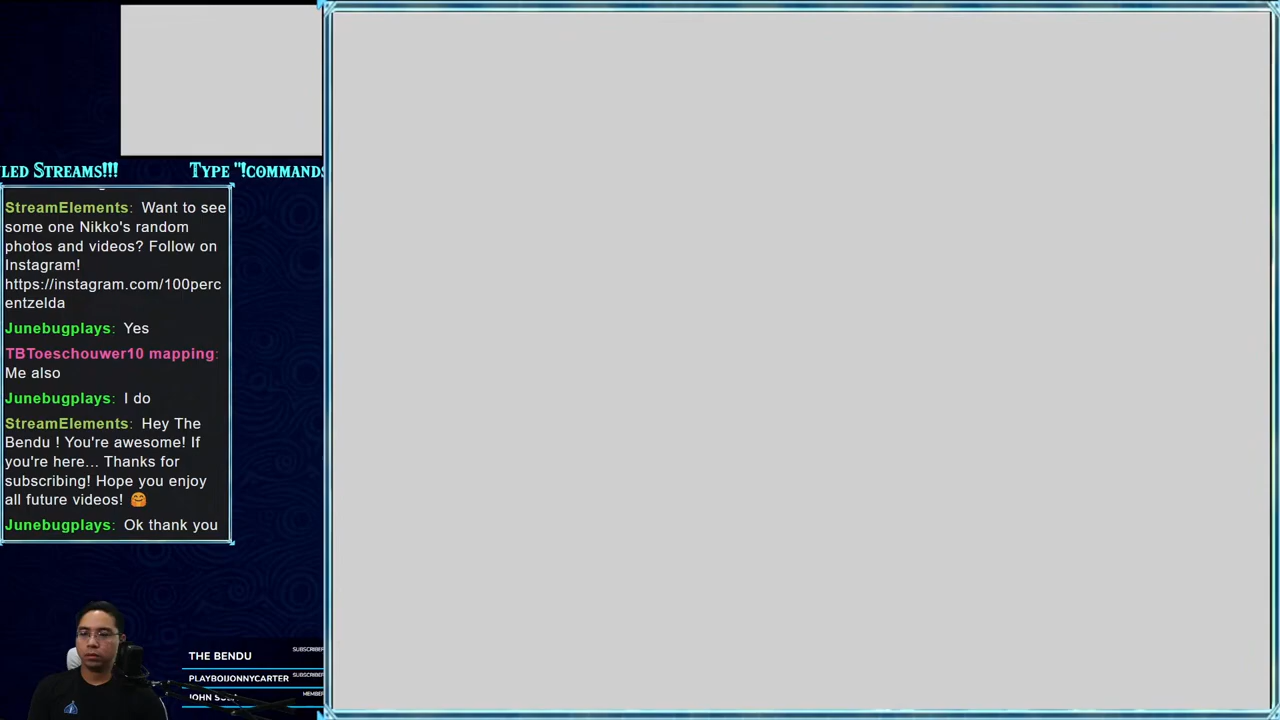 LED STREAMS!!! TYPE "!COMMANDS
StreamElements: Want to see
some one Nikko's random
photos and videos? Follow on
Instagram!
https://instagram.com/100perc
entzelda
Junebugplays: Yes
TBToeschouwer10 mapping:
Me also
Junebugplays: I do
StreamElements: Hey The
Bendu ! You're awesome! If
you're here... Thanks for
subscribing! Hope you enjoy
all future videos! 🤗
Junebugplays: Ok thank you
THE BENDU SUBSCRIBER
PLAYBOIJONNYCARTER SUBSCRIBER
JOHN MEMBER